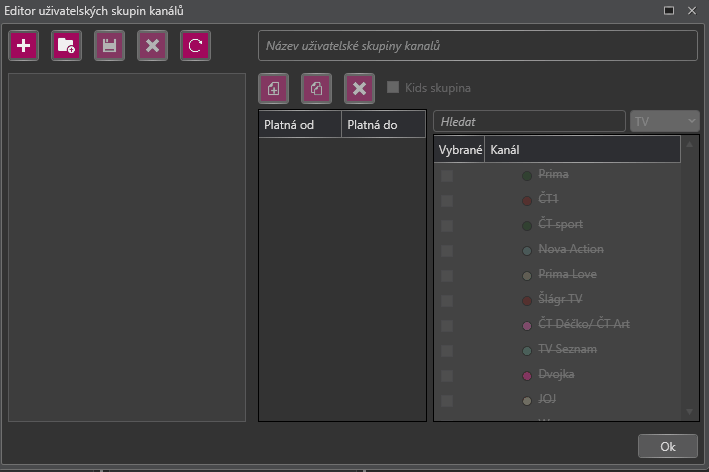 Editor uživatelských skupin kanálů
Název uživatelské skupiny kanalů
Kids skupina
Platná od Platná do
Hledat TV
Vybrané Kanál
Prima
ČT1
ČT sport
Nova Action
Prima Love
Šlágr TV
ČT Déčko/ ČT Art
TV Seznam
Dvojka
JOJ
Ok